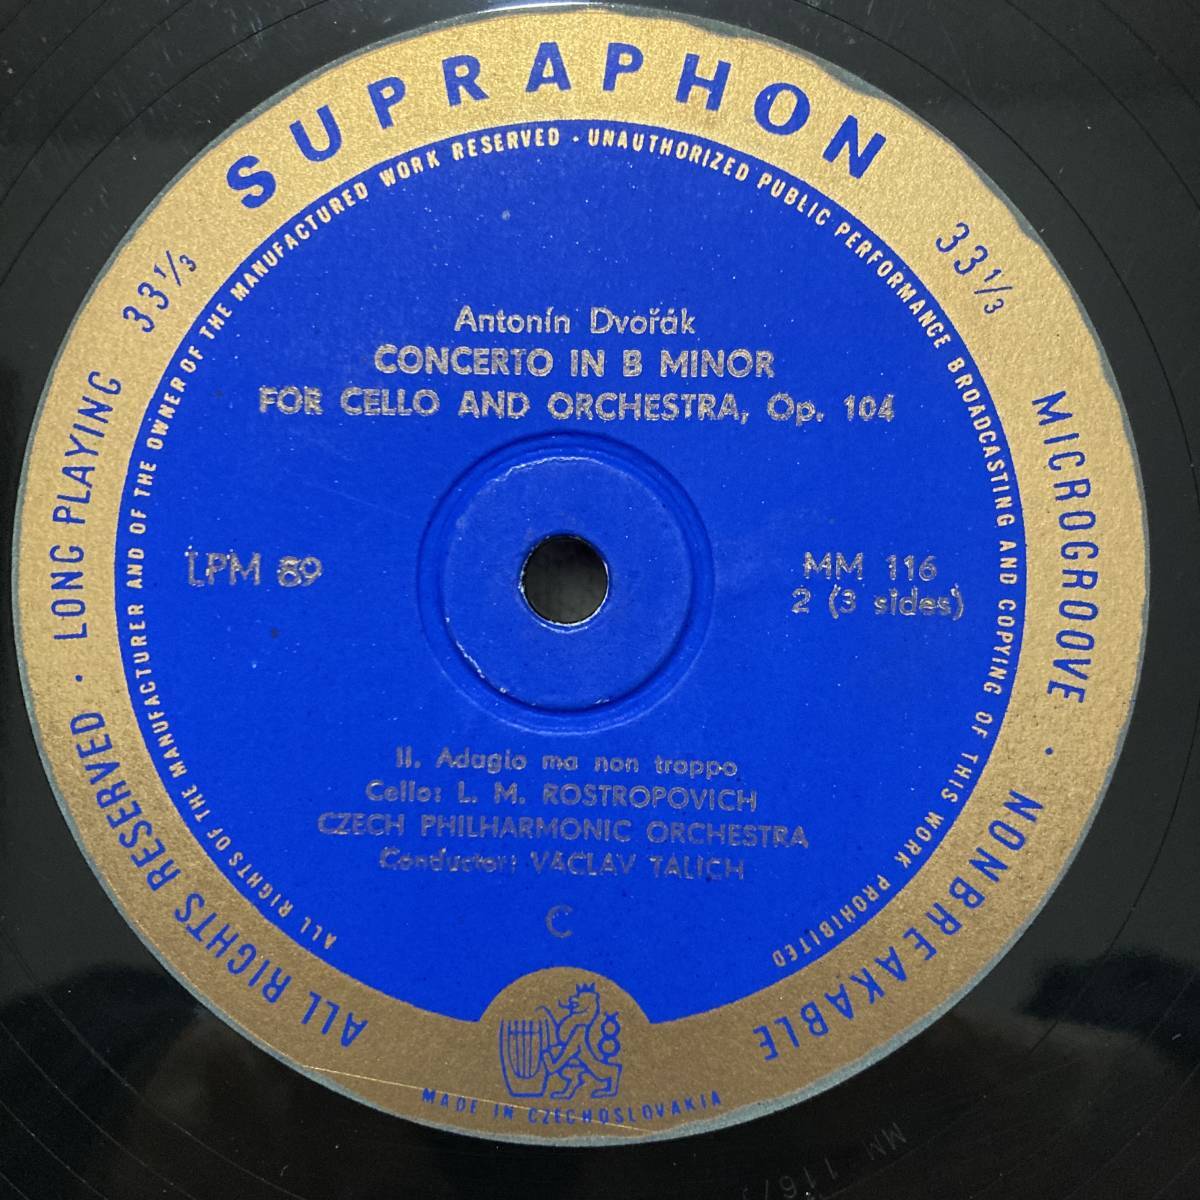 SUPRAPHON
33⅓
33⅓
LONG PLAYING
MICROGROOVE · NONBREAKABLE
ALL RIGHTS RESERVED ·
ALL RIGHTS OF THE MANUFACTURER AND OF THE OWNER OF THE MANUFACTURED WORK RESERVED · UNAUTHORIZED PUBLIC PERFORMANCE BROADCASTING AND COPYING OF THIS WORK PROHIBITED
Antonín Dvořák
CONCERTO IN B MINOR
FOR CELLO AND ORCHESTRA, Op. 104
LPM 89
MM 116
2 (3 sides)
II. Adagio ma non troppo
Cello: L. M. ROSTROPOVICH
CZECH PHILHARMONIC ORCHESTRA
Conductor: VÁCLAV TALICH
C
MADE IN CZECHOSLOVAKIA
MM 116